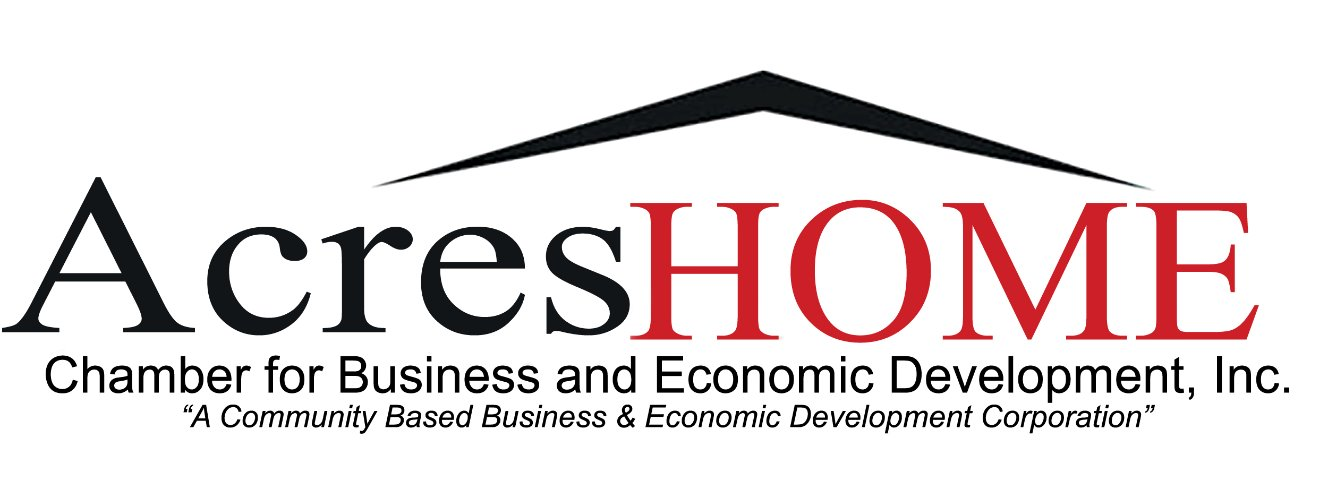 AcresHOME
Chamber for Business and Economic Development, Inc.
“A Community Based Business & Economic Development Corporation”